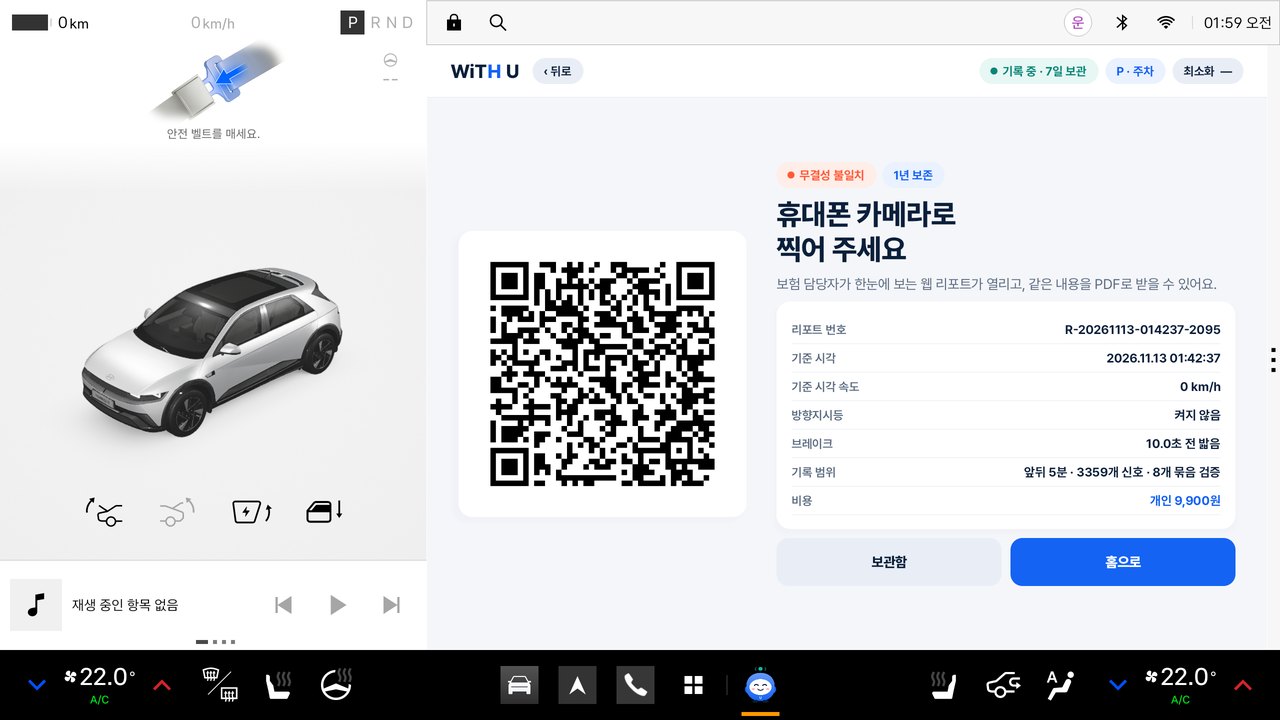 0 km
0 km/h
P R N D
운
01:59 오전
안전 벨트를 매세요.
WiTH U
‹ 뒤로
기록 중 · 7일 보관
P · 주차
최소화 —
무결성 불일치
1년 보존
휴대폰 카메라로
찍어 주세요
보험 담당자가 한눈에 보는 웹 리포트가 열리고, 같은 내용을 PDF로 받을 수 있어요.
리포트 번호 R-20261113-014237-2095
기준 시각 2026.11.13 01:42:37
기준 시각 속도 0 km/h
방향지시등 켜지 않음
브레이크 10.0초 전 밟음
기록 범위 앞뒤 5분 · 3359개 신호 · 8개 묶음 검증
비용 개인 9,900원
보관함
홈으로
재생 중인 항목 없음
22.0°
A/C
A
22.0°
A/C